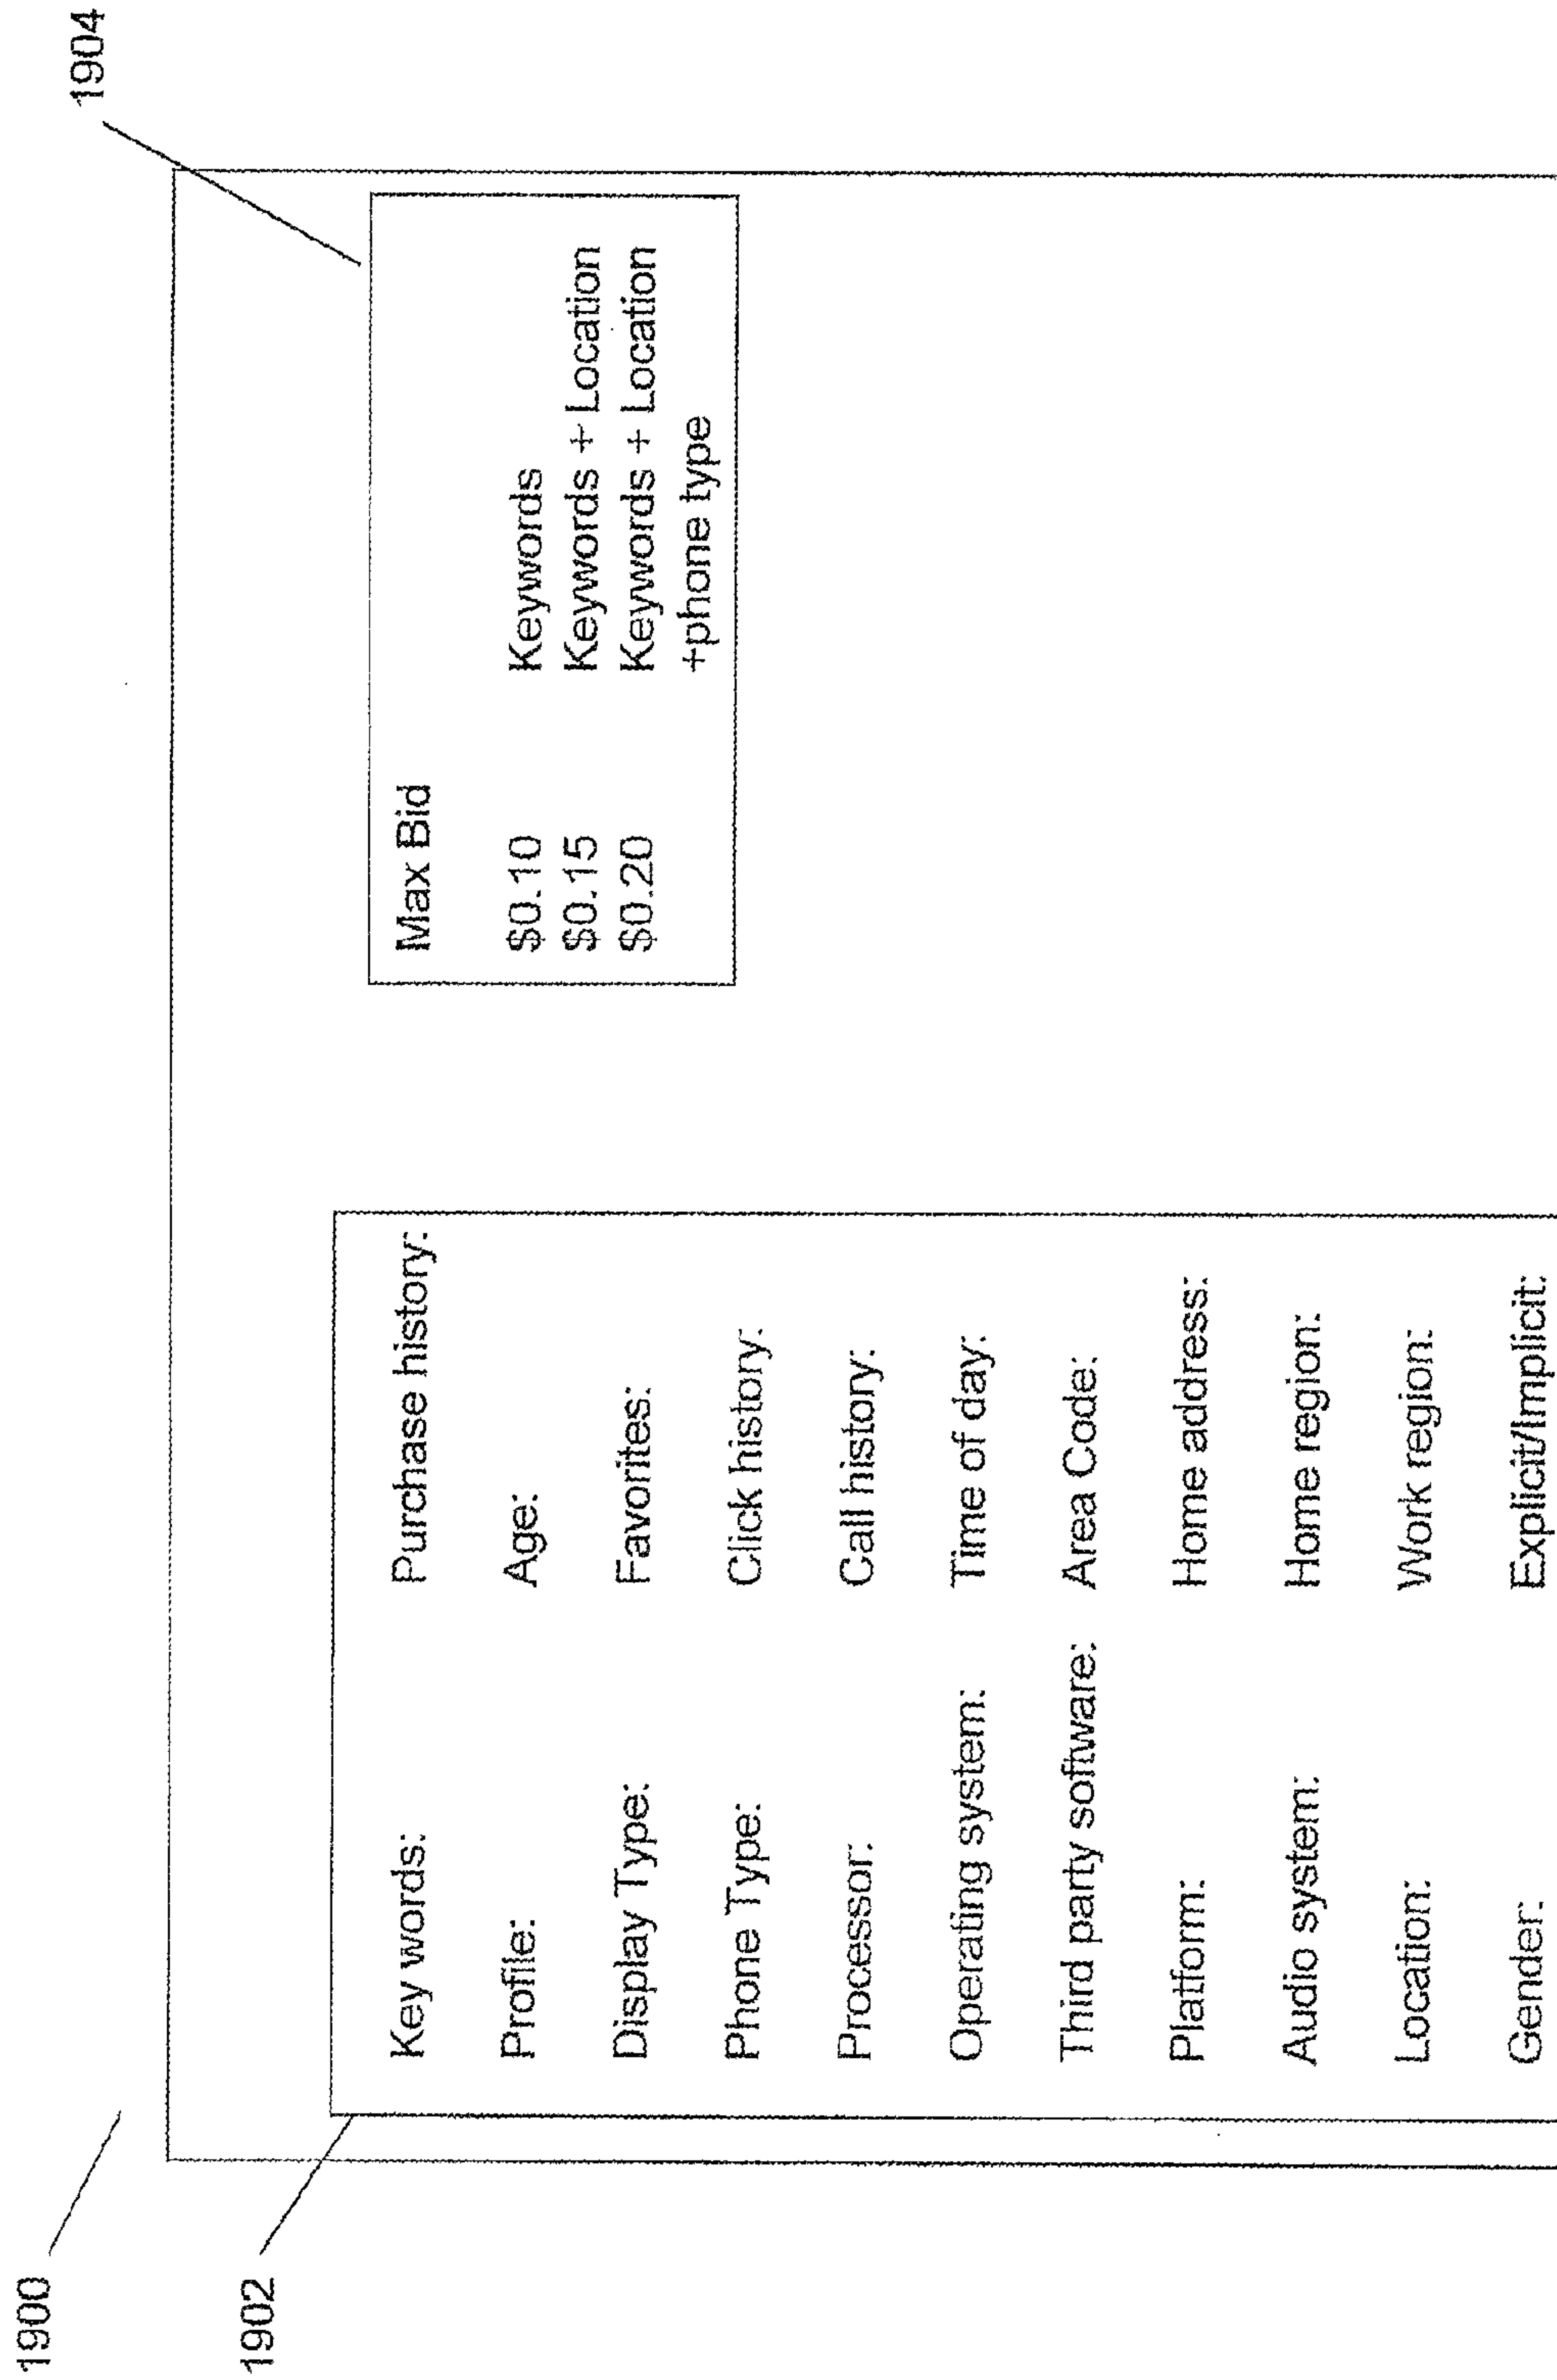 1900
1902
1904
Key words: Purchase history:
Profile: Age:
Display Type: Favorites:
Phone Type: Click history:
Processor: Call history:
Operating system: Time of day:
Third party software: Area Code:
Platform: Home address:
Audio system: Home region:
Location: Work region:
Gender: Explicit/Implicit:
Max Bid
$0.10 Keywords
$0.15 Keywords + Location
$0.20 Keywords + Location
+phone type